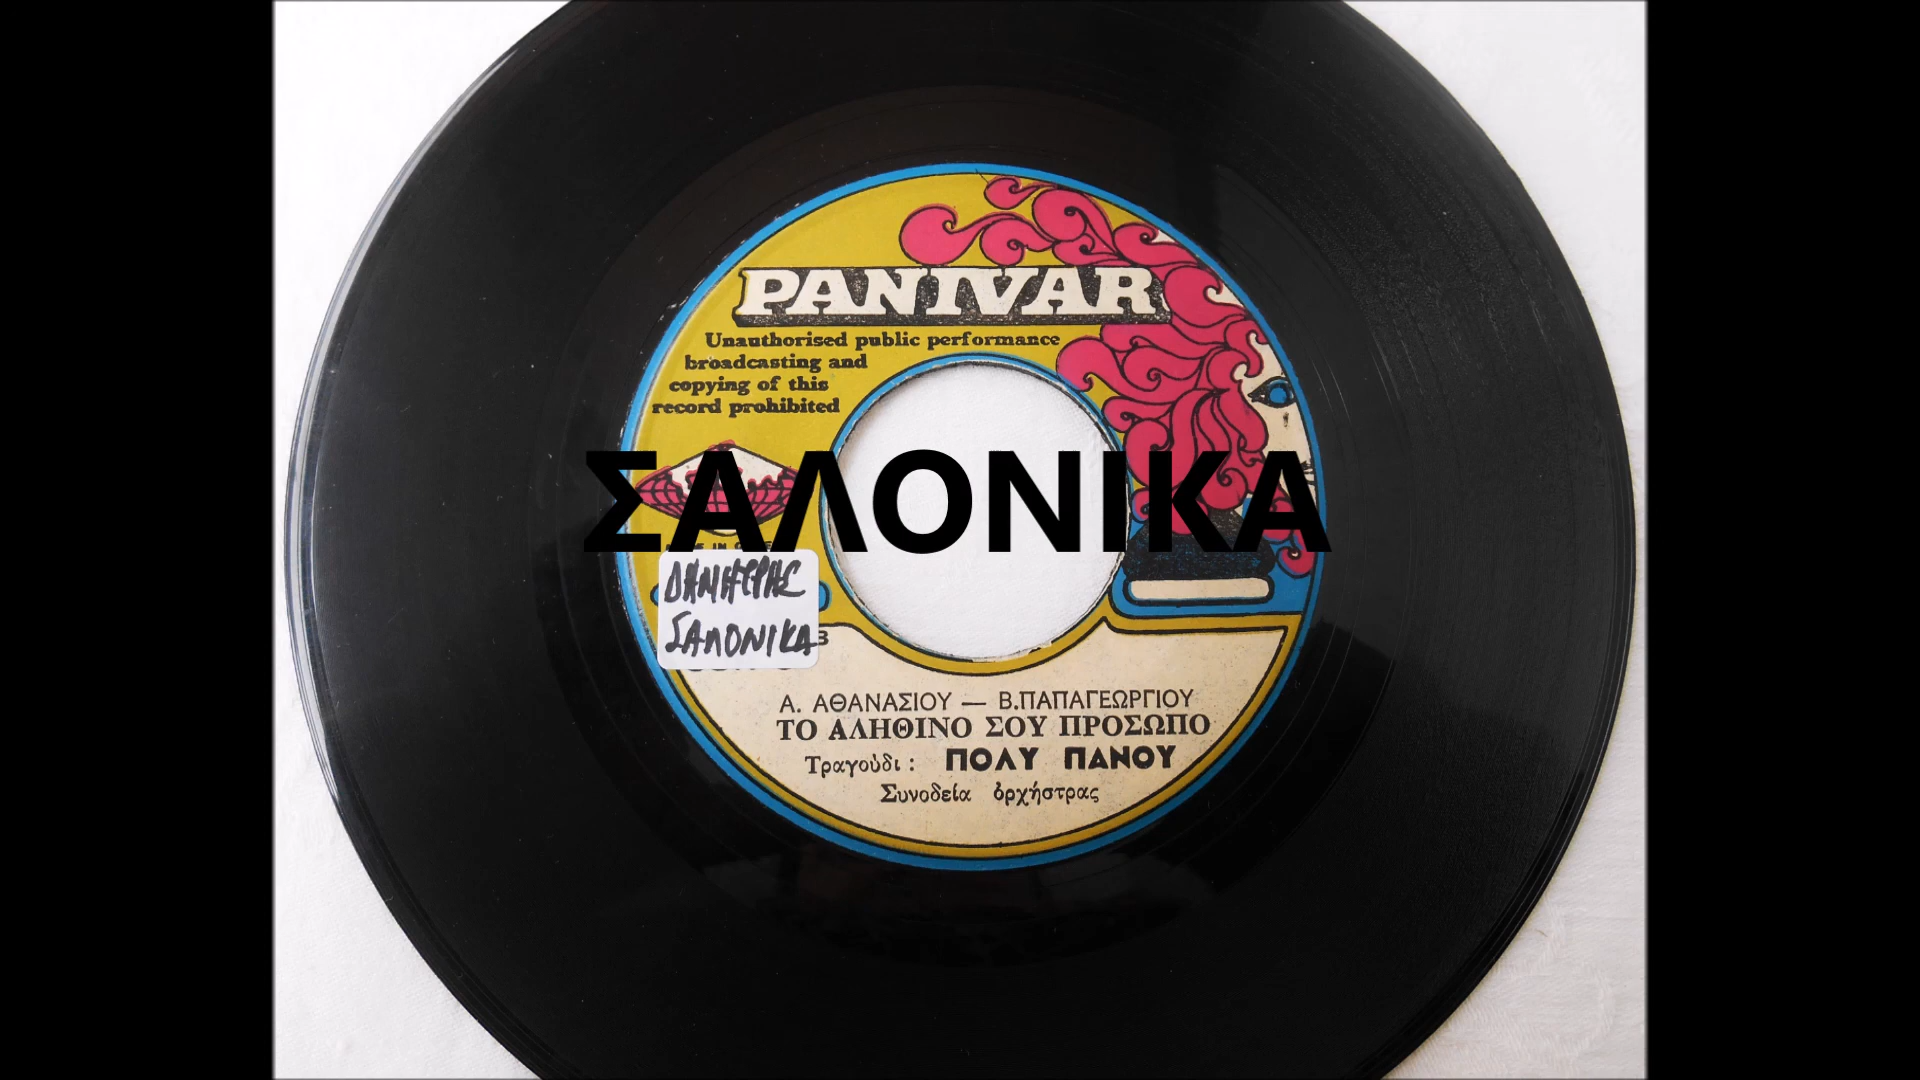 PANIVAR
Unauthorised public performance
broadcasting and
copying of this
record prohibited
ΣΑΛΟΝΙΚΑ
ΔΗΜΗΤΡΗΣ
ΣΑΛΟΝΙΚΑ
Α. ΑΘΑΝΑΣΙΟΥ — Β.ΠΑΠΑΓΕΩΡΓΙΟΥ
ΤΟ ΑΛΗΘΙΝΟ ΣΟΥ ΠΡΟΣΩΠΟ
Τραγούδι : ΠΟΛΥ ΠΑΝΟΥ
Συνοδεία ὀρχήστρας